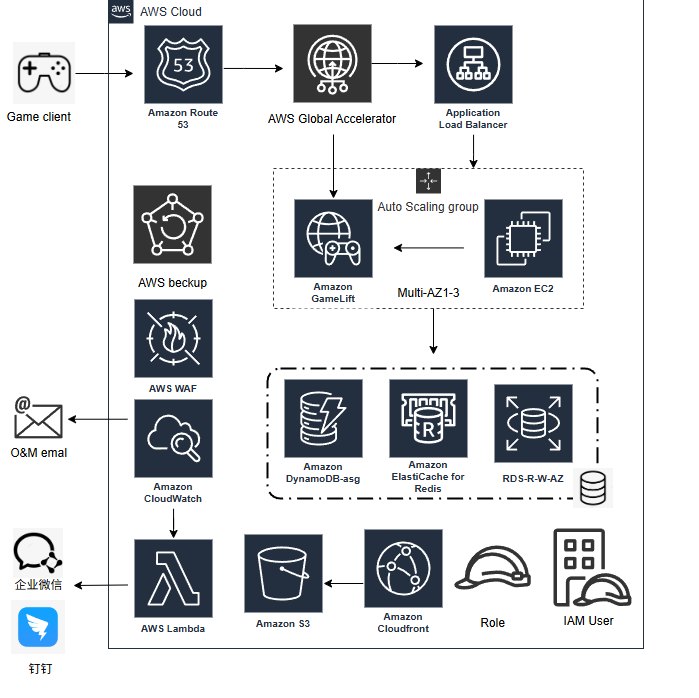 aws
AWS Cloud
53
Game client
Amazon Route
53
AWS Global Accelerator
Application
Load Balancer
Auto Scaling group
AWS beckup
Amazon
GameLift
Multi-AZ1-3
Amazon EC2
AWS WAF
@
O&M emal
Amazon
CloudWatch
Amazon
DynamoDB-asg
R
Amazon
ElastiCache for
Redis
RDS-R-W-AZ
企业微信
AWS Lambda
Amazon S3
Amazon
Cloudfront
Role
IAM User
钉钉